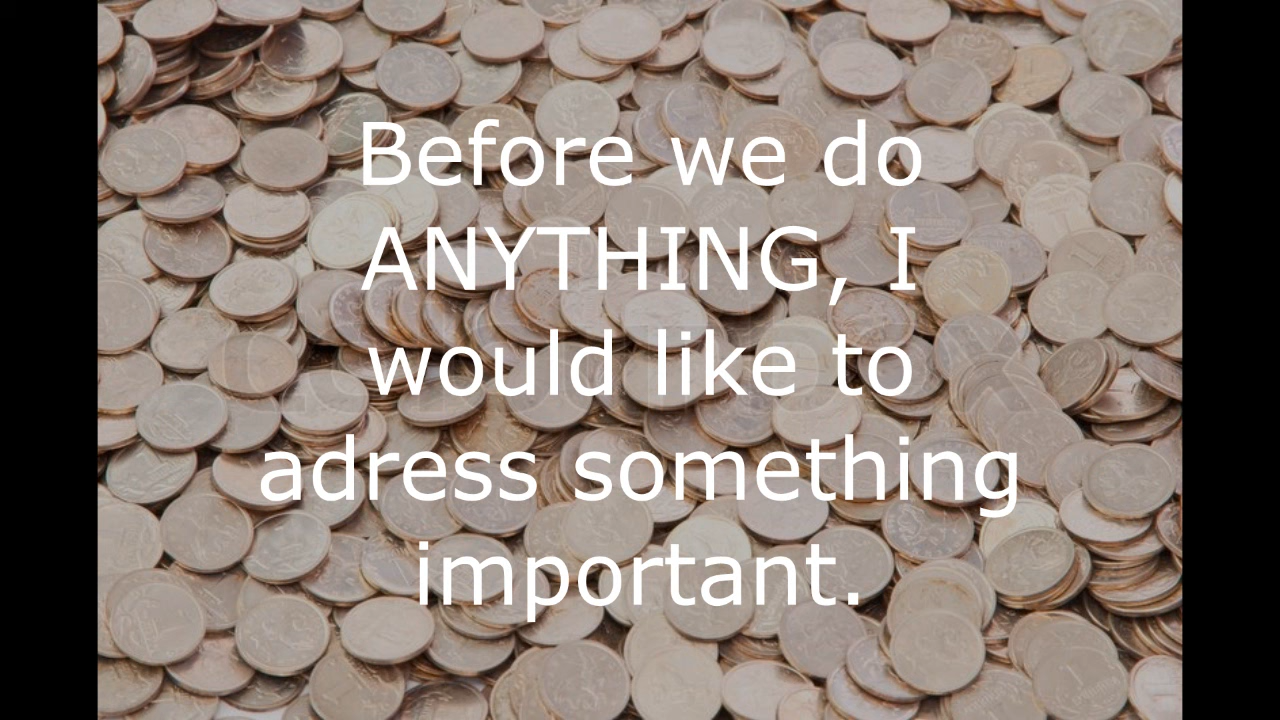 Before we do
ANYTHING, I
would like to
adress something
important.